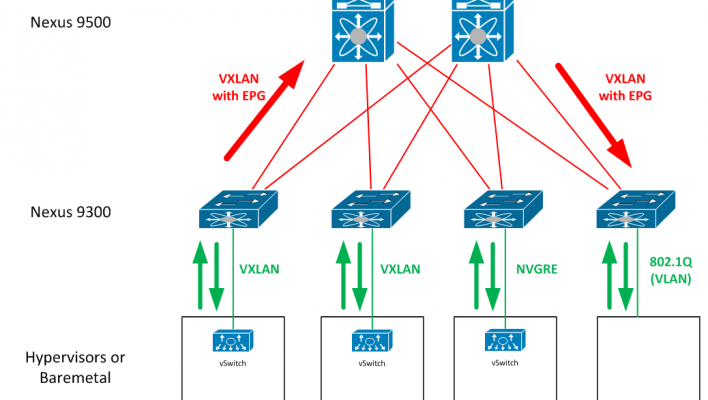 Nexus 9500
VXLAN
with EPG
VXLAN
with EPG
Nexus 9300
VXLAN
VXLAN
NVGRE
802.1Q
(VLAN)
Hypervisors or
Baremetal
vSwitch
vSwitch
vSwitch